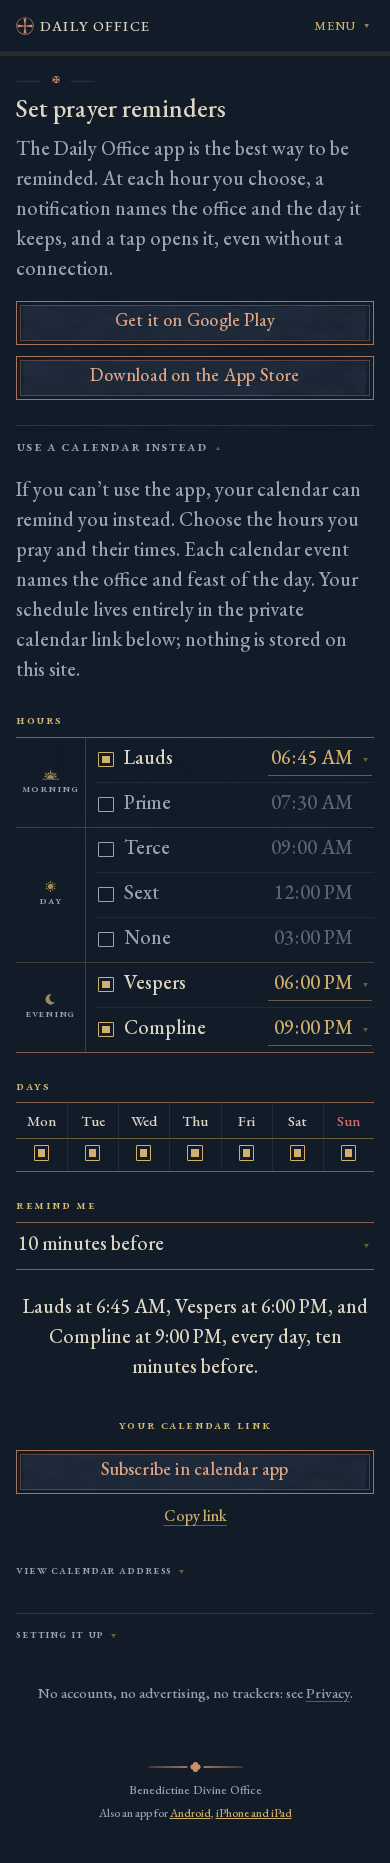 DAILY OFFICE
MENU
Set prayer reminders
The Daily Office app is the best way to be
reminded. At each hour you choose, a
notification names the office and the day it
keeps, and a tap opens it, even without a
connection.
Get it on Google Play
Download on the App Store
USE A CALENDAR INSTEAD
If you can’t use the app, your calendar can
remind you instead. Choose the hours you
pray and their times. Each calendar event
names the office and feast of the day. Your
schedule lives entirely in the private
calendar link below; nothing is stored on
this site.
HOURS
MORNING
Lauds 06:45 AM
Prime 07:30 AM
DAY
Terce 09:00 AM
Sext 12:00 PM
None 03:00 PM
EVENING
Vespers 06:00 PM
Compline 09:00 PM
DAYS
Mon Tue Wed Thu Fri Sat Sun
REMIND ME
10 minutes before
Lauds at 6:45 AM, Vespers at 6:00 PM, and
Compline at 9:00 PM, every day, ten
minutes before.
YOUR CALENDAR LINK
Subscribe in calendar app
Copy link
VIEW CALENDAR ADDRESS
SETTING IT UP
No accounts, no advertising, no trackers: see Privacy.
Benedictine Divine Office
Also an app for Android, iPhone and iPad